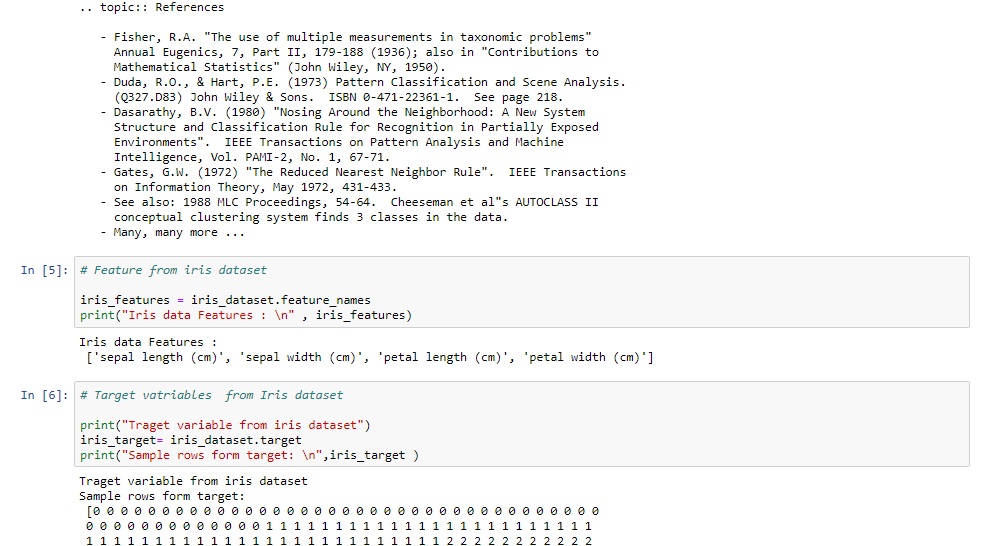 .. topic:: References
- Fisher, R.A. "The use of multiple measurements in taxonomic problems"
Annual Eugenics, 7, Part II, 179-188 (1936); also in "Contributions to
Mathematical Statistics" (John Wiley, NY, 1950).
- Duda, R.O., & Hart, P.E. (1973) Pattern Classification and Scene Analysis.
(Q327.D83) John Wiley & Sons.  ISBN 0-471-22361-1.  See page 218.
- Dasarathy, B.V. (1980) "Nosing Around the Neighborhood: A New System
Structure and Classification Rule for Recognition in Partially Exposed
Environments".  IEEE Transactions on Pattern Analysis and Machine
Intelligence, Vol. PAMI-2, No. 1, 67-71.
- Gates, G.W. (1972) "The Reduced Nearest Neighbor Rule".  IEEE Transactions
on Information Theory, May 1972, 431-433.
- See also: 1988 MLC Proceedings, 54-64.  Cheeseman et al"s AUTOCLASS II
conceptual clustering system finds 3 classes in the data.
- Many, many more ...
In [5]: # Feature from iris dataset
iris_features = iris_dataset.feature_names
print("Iris data Features : \n" , iris_features)
Iris data Features :
['sepal length (cm)', 'sepal width (cm)', 'petal length (cm)', 'petal width (cm)']
In [6]: # Target vatriables  from Iris dataset
print("Traget variable from iris dataset")
iris_target= iris_dataset.target
print("Sample rows form target: \n",iris_target )
Traget variable from iris dataset
Sample rows form target:
[0 0 0 0 0 0 0 0 0 0 0 0 0 0 0 0 0 0 0 0 0 0 0 0 0 0 0 0 0 0 0 0 0 0 0 0 0
0 0 0 0 0 0 0 0 0 0 0 0 0 1 1 1 1 1 1 1 1 1 1 1 1 1 1 1 1 1 1 1 1 1 1 1 1
1 1 1 1 1 1 1 1 1 1 1 1 1 1 1 1 1 1 1 1 1 1 1 1 1 1 2 2 2 2 2 2 2 2 2 2 2